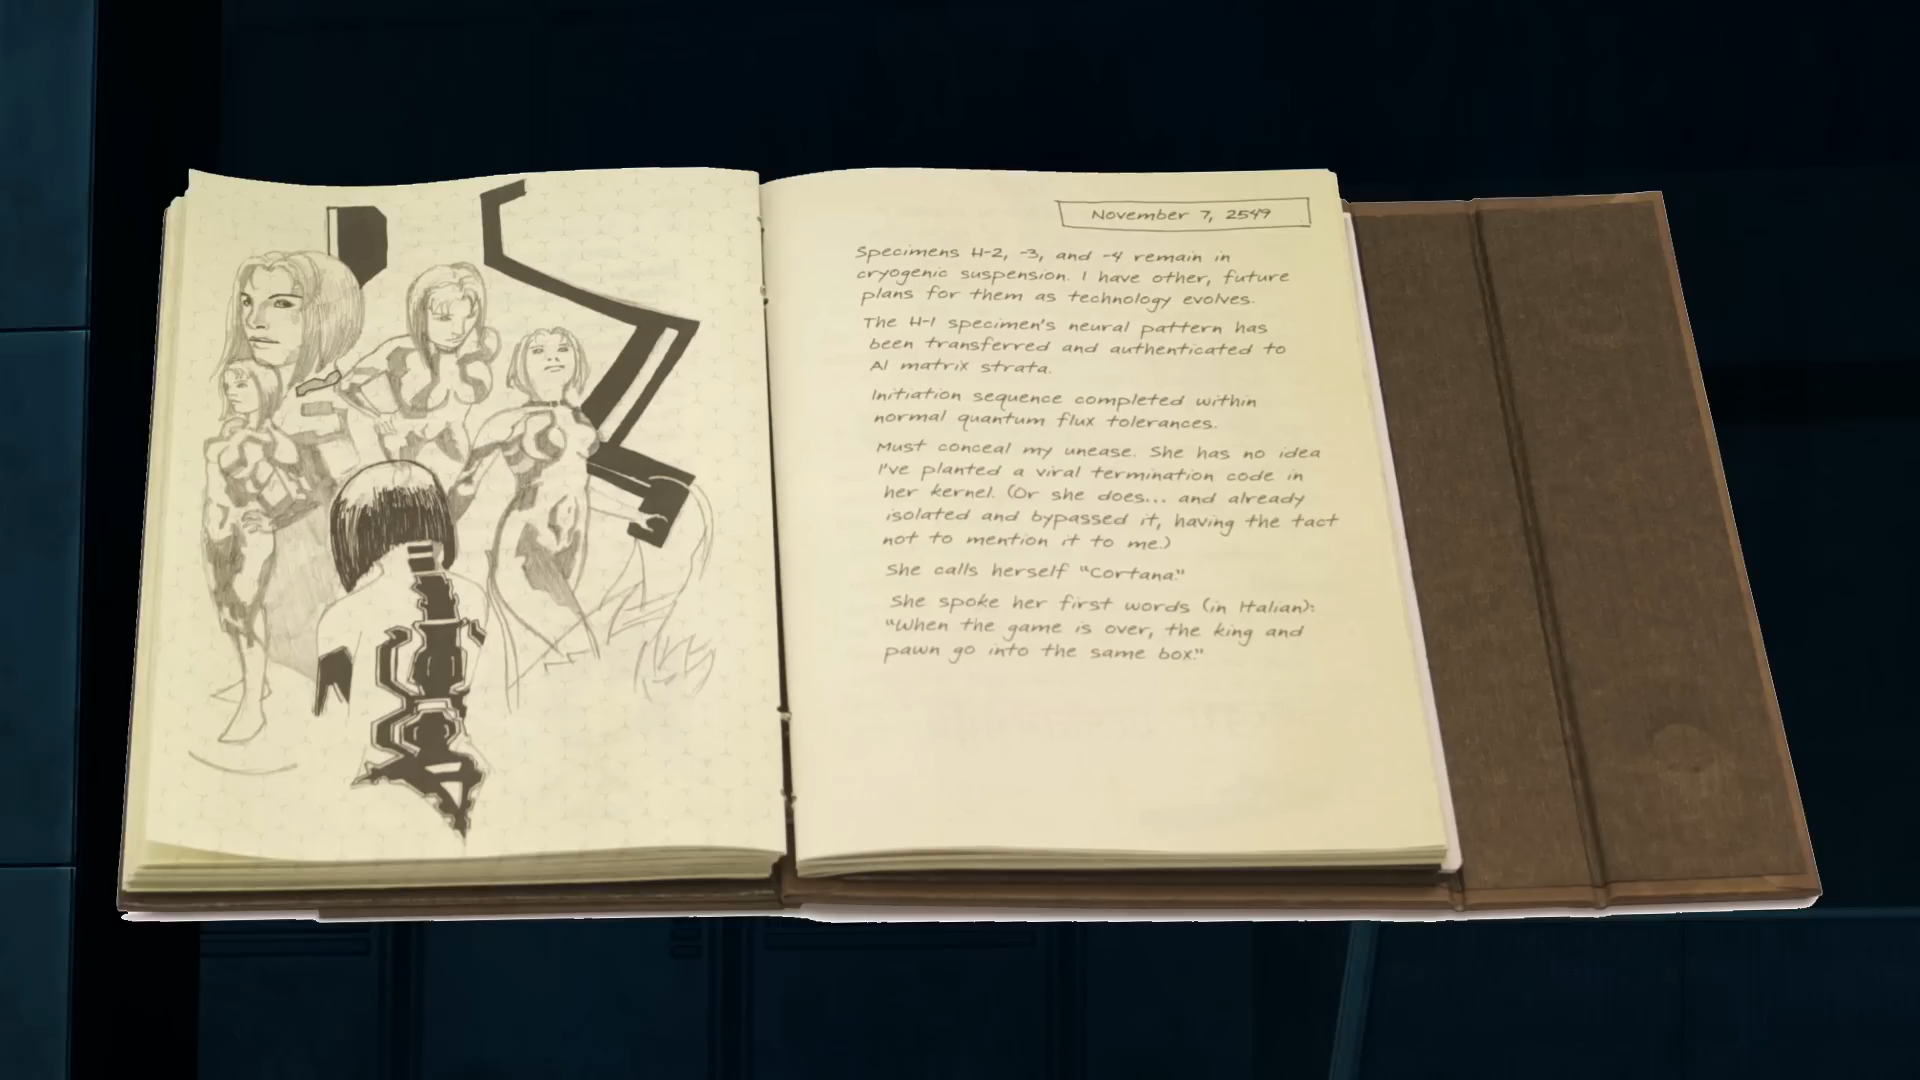 November 7, 2549
Specimens H-2, -3, and -4 remain in
cryogenic suspension. I have other, future
plans for them as technology evolves.
The H-1 specimen's neural pattern has
been transferred and authenticated to
AI matrix strata.
Initiation sequence completed within
normal quantum flux tolerances.
Must conceal my unease. She has no idea
I've planted a viral termination code in
her kernel. (Or she does... and already
isolated and bypassed it, having the tact
not to mention it to me.)
She calls herself "Cortana."
She spoke her first words (in Italian):
"When the game is over, the king and
pawn go into the same box."